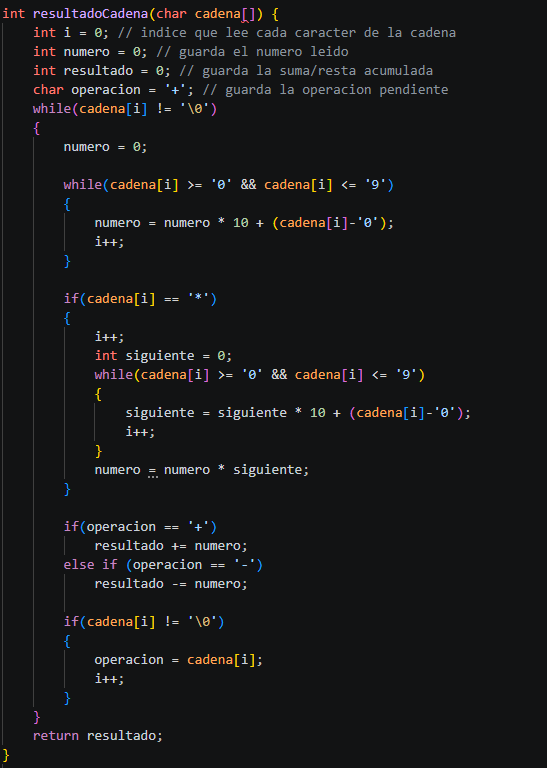 int resultadoCadena(char cadena[]) {
int i = 0; // indice que lee cada caracter de la cadena
int numero = 0; // guarda el numero leido
int resultado = 0; // guarda la suma/resta acumulada
char operacion = '+'; // guarda la operacion pendiente
while(cadena[i] != '\0')
{
numero = 0;
while(cadena[i] >= '0' && cadena[i] <= '9')
{
numero = numero * 10 + (cadena[i]-'0');
i++;
}
if(cadena[i] == '*')
{
i++;
int siguiente = 0;
while(cadena[i] >= '0' && cadena[i] <= '9')
{
siguiente = siguiente * 10 + (cadena[i]-'0');
i++;
}
numero = numero * siguiente;
}
if(operacion == '+')
resultado += numero;
else if (operacion == '-')
resultado -= numero;
if(cadena[i] != '\0')
{
operacion = cadena[i];
i++;
}
}
return resultado;
}